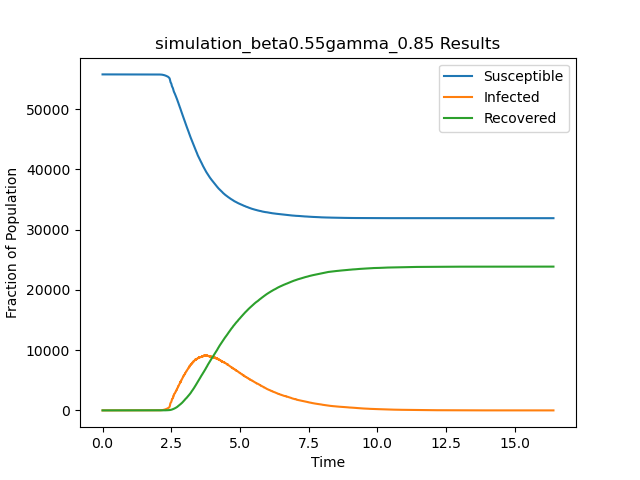 simulation_beta0.55gamma_0.85 Results
Susceptible
Infected
Recovered
Fraction of Population
50000
40000
30000
20000
10000
0
0.0 2.5 5.0 7.5 10.0 12.5 15.0
Time